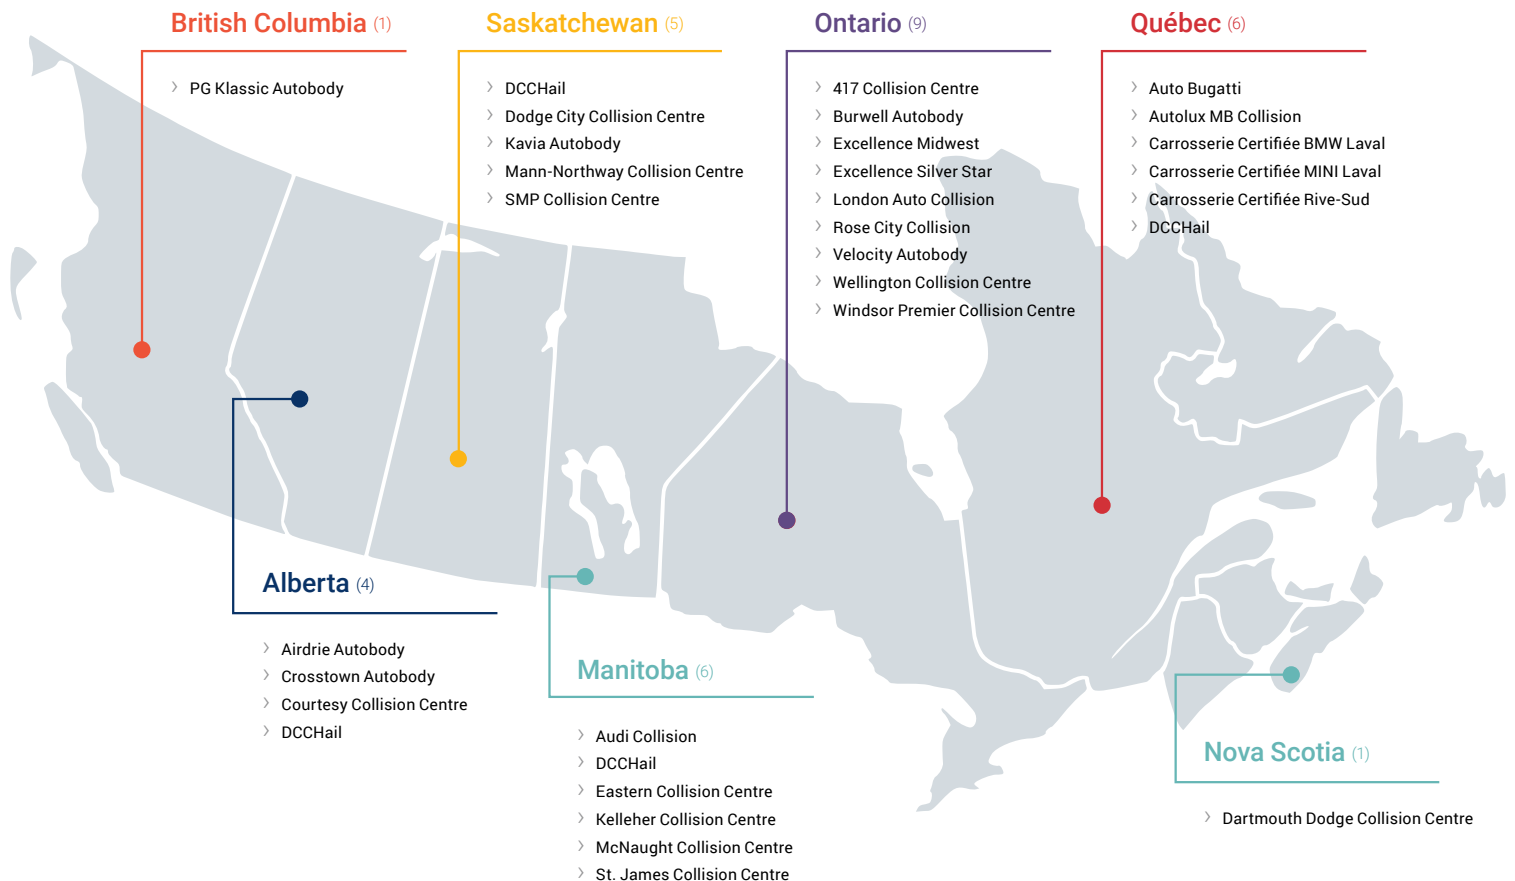 British Columbia (1)
PG Klassic Autobody
Saskatchewan (5)
DCCHail
Dodge City Collision Centre
Kavia Autobody
Mann-Northway Collision Centre
SMP Collision Centre
Ontario (9)
417 Collision Centre
Burwell Autobody
Excellence Midwest
Excellence Silver Star
London Auto Collision
Rose City Collision
Velocity Autobody
Wellington Collision Centre
Windsor Premier Collision Centre
Québec (6)
Auto Bugatti
Autolux MB Collision
Carrosserie Certifiée BMW Laval
Carrosserie Certifiée MINI Laval
Carrosserie Certifiée Rive-Sud
DCCHail
Alberta (4)
Airdrie Autobody
Crosstown Autobody
Courtesy Collision Centre
DCCHail
Manitoba (6)
Audi Collision
DCCHail
Eastern Collision Centre
Kelleher Collision Centre
McNaught Collision Centre
St. James Collision Centre
Nova Scotia (1)
Dartmouth Dodge Collision Centre